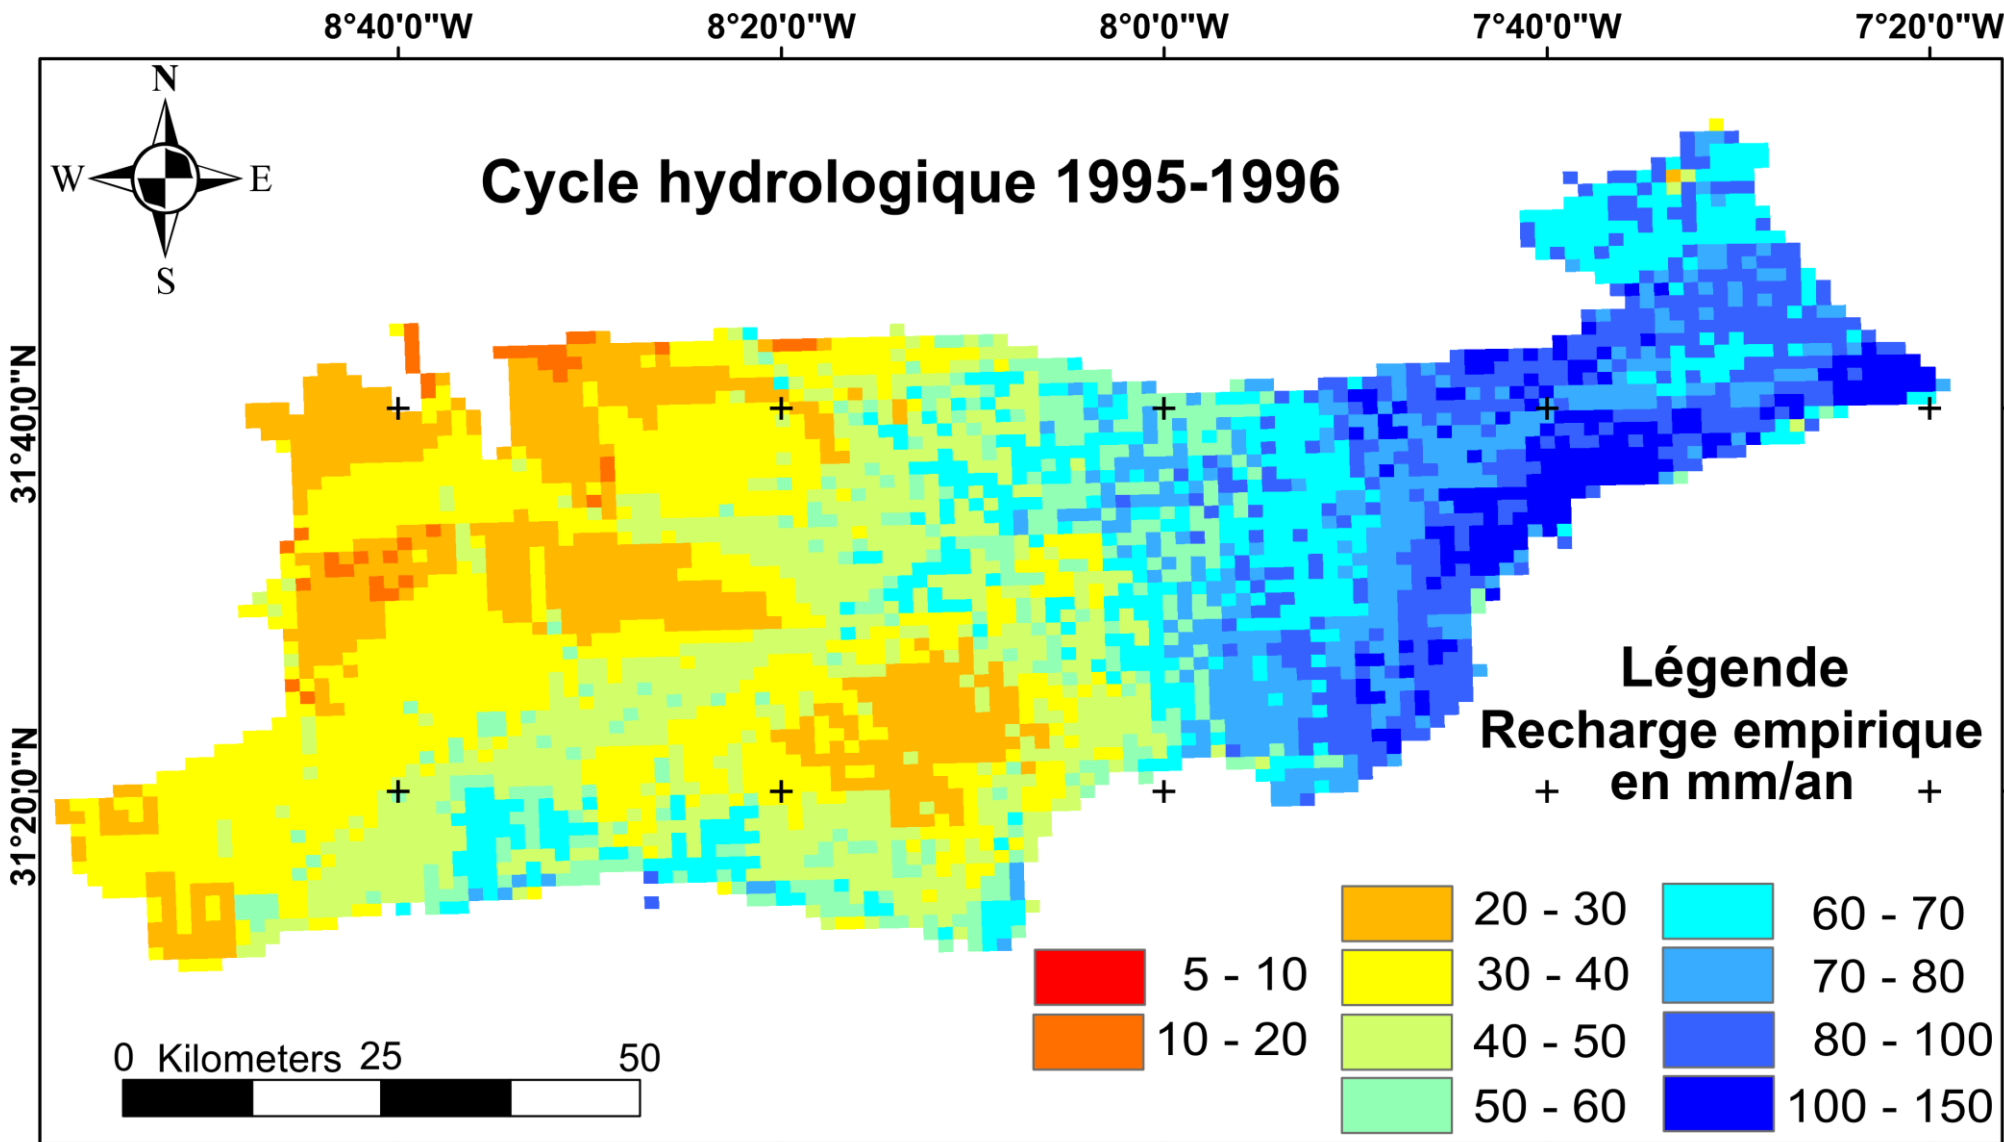 8°40'0"W 8°20'0"W 8°0'0"W 7°40'0"W 7°20'0"W
N
W E
S
Cycle hydrologique 1995-1996
31°40'0"N
31°20'0"N
Légende
Recharge empirique
en mm/an
5 - 10
10 - 20
20 - 30
30 - 40
40 - 50
50 - 60
60 - 70
70 - 80
80 - 100
100 - 150
0 Kilometers 25 50